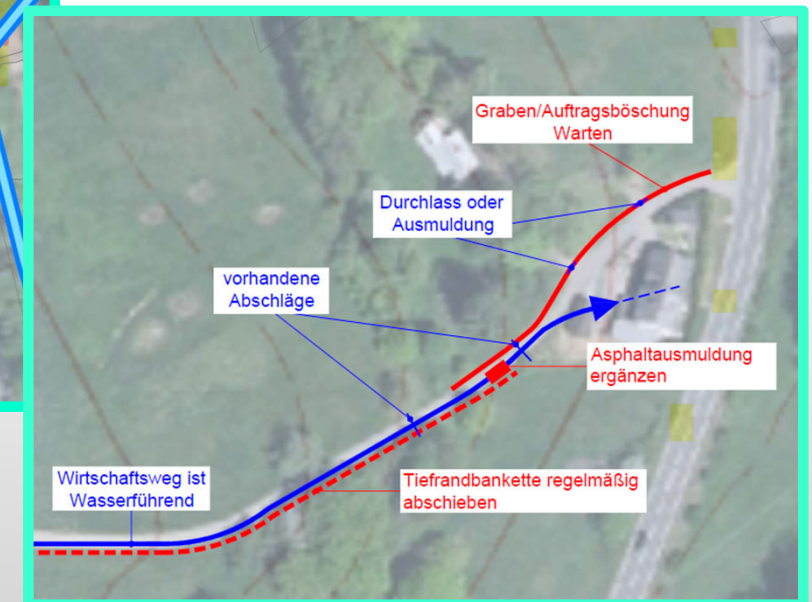 Graben/Auftragsböschung
Warten
Durchlass oder
Ausmuldung
vorhandene
Abschläge
Asphaltausmuldung
ergänzen
Wirtschaftsweg ist
Wasserführend
Tiefrandbankette regelmäßig
abschieben